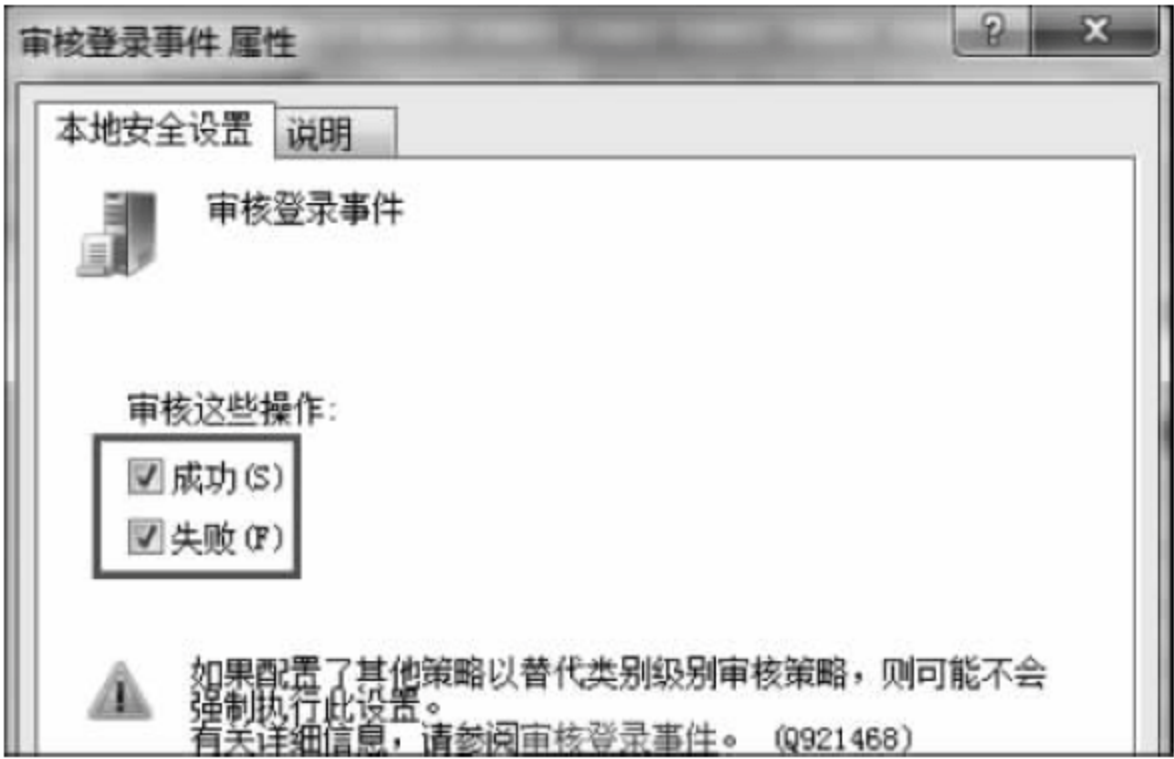 审核登录事件 属性
本地安全设置 说明
审核登录事件
审核这些操作:
成功(S)
失败(F)
如果配置了其他策略以替代类别级别审核策略，则可能不会
强制执行此设置。
有关详细信息，请参阅审核登录事件。 (Q921468)